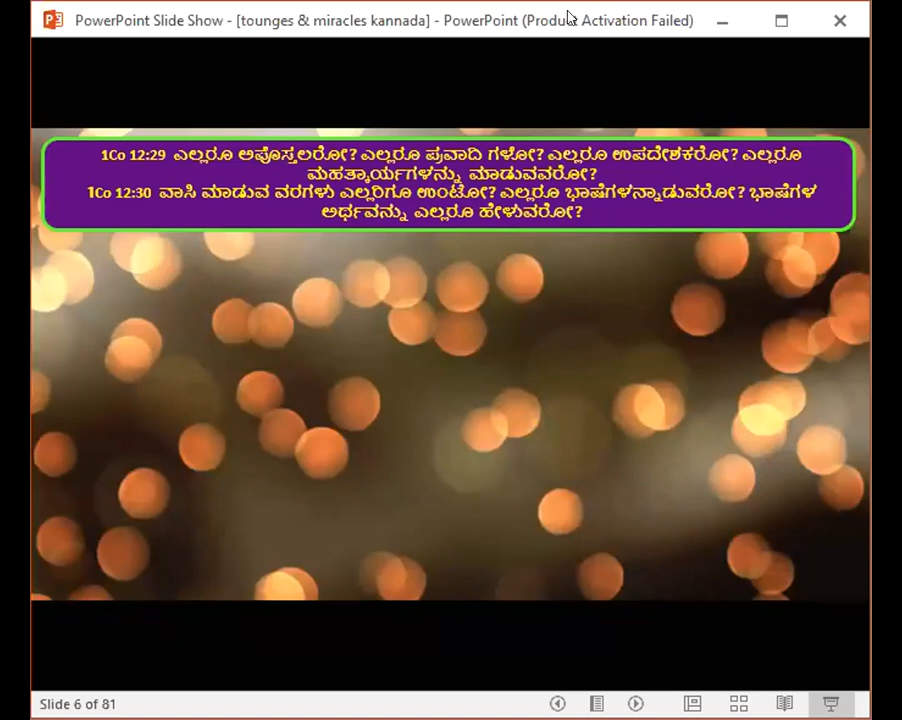 PowerPoint Slide Show - [tounges & miracles kannada] - PowerPoint (Product Activation Failed)
1Co 12:29 ಎಲ್ಲರೂ ಅಪೊಸ್ತಲರೋ? ಎಲ್ಲರೂ ಪ್ರವಾದಿ ಗಳೋ? ಎಲ್ಲರೂ ಉಪದೇಶಕರೋ? ಎಲ್ಲರೂ
ಮಹತ್ಕಾರ್ಯಗಳನ್ನು ಮಾಡುವವರೋ?
1Co 12:30 ವಾಸಿ ಮಾಡುವ ವರಗಳು ಎಲ್ಲರಿಗೂ ಉಂಟೋ? ಎಲ್ಲರೂ ಭಾಷೆಗಳನ್ನಾಡುವರೋ? ಭಾಷೆಗಳ
ಅರ್ಥವನ್ನು ಎಲ್ಲರೂ ಹೇಳುವರೋ?
Slide 6 of 81